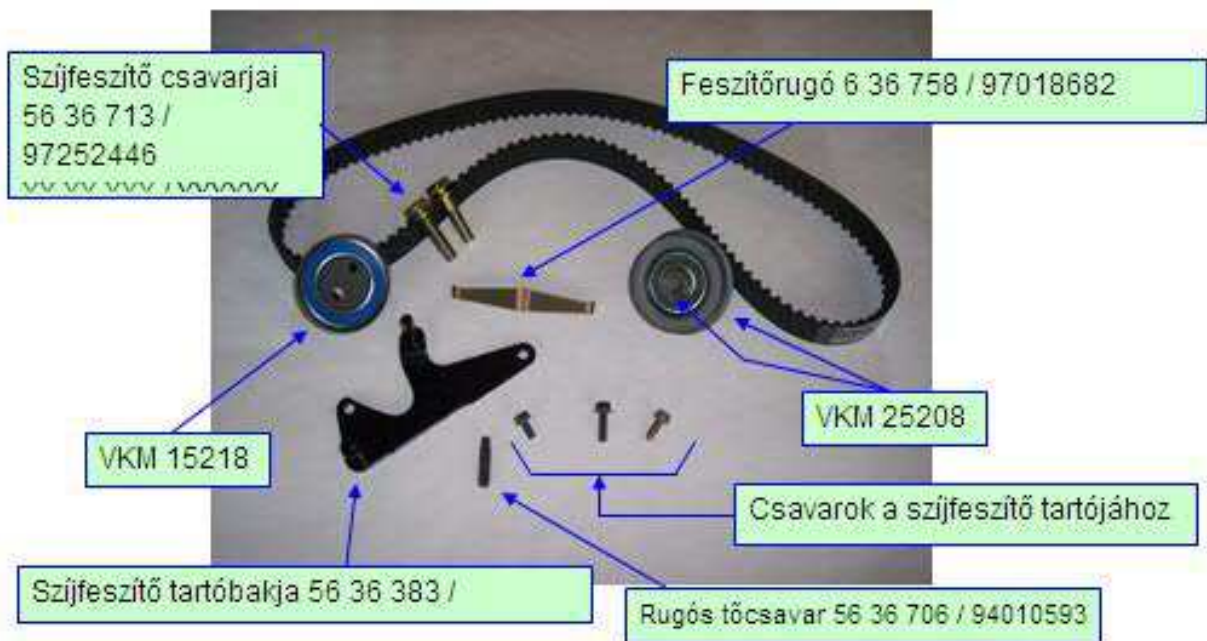 Szíjfeszítő csavarjai
56 36 713 /
97252446
Feszítőrugó 6 36 758 / 97018682
VKM 15218
VKM 25208
Csavarok a szíjfeszítő tartójához
Szíjfeszítő tartóbakja 56 36 383 /
Rugós tőcsavar 56 36 706 / 94010593